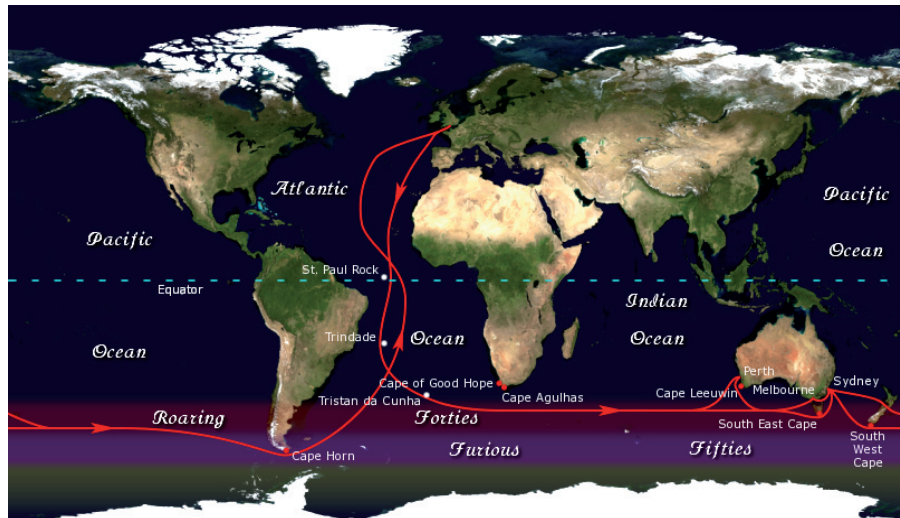 Atlantic
Pacific
Pacific
Ocean
St. Paul Rock
Equator
Indian
Trindade
Ocean
Ocean
Ocean
Cape of Good Hope
Perth
Cape Leeuwin
Melbourne
Sydney
Tristan da Cunha
Cape Agulhas
Roaring
Forties
South East Cape
Furious
Fifties
Cape Horn
South
West
Cape